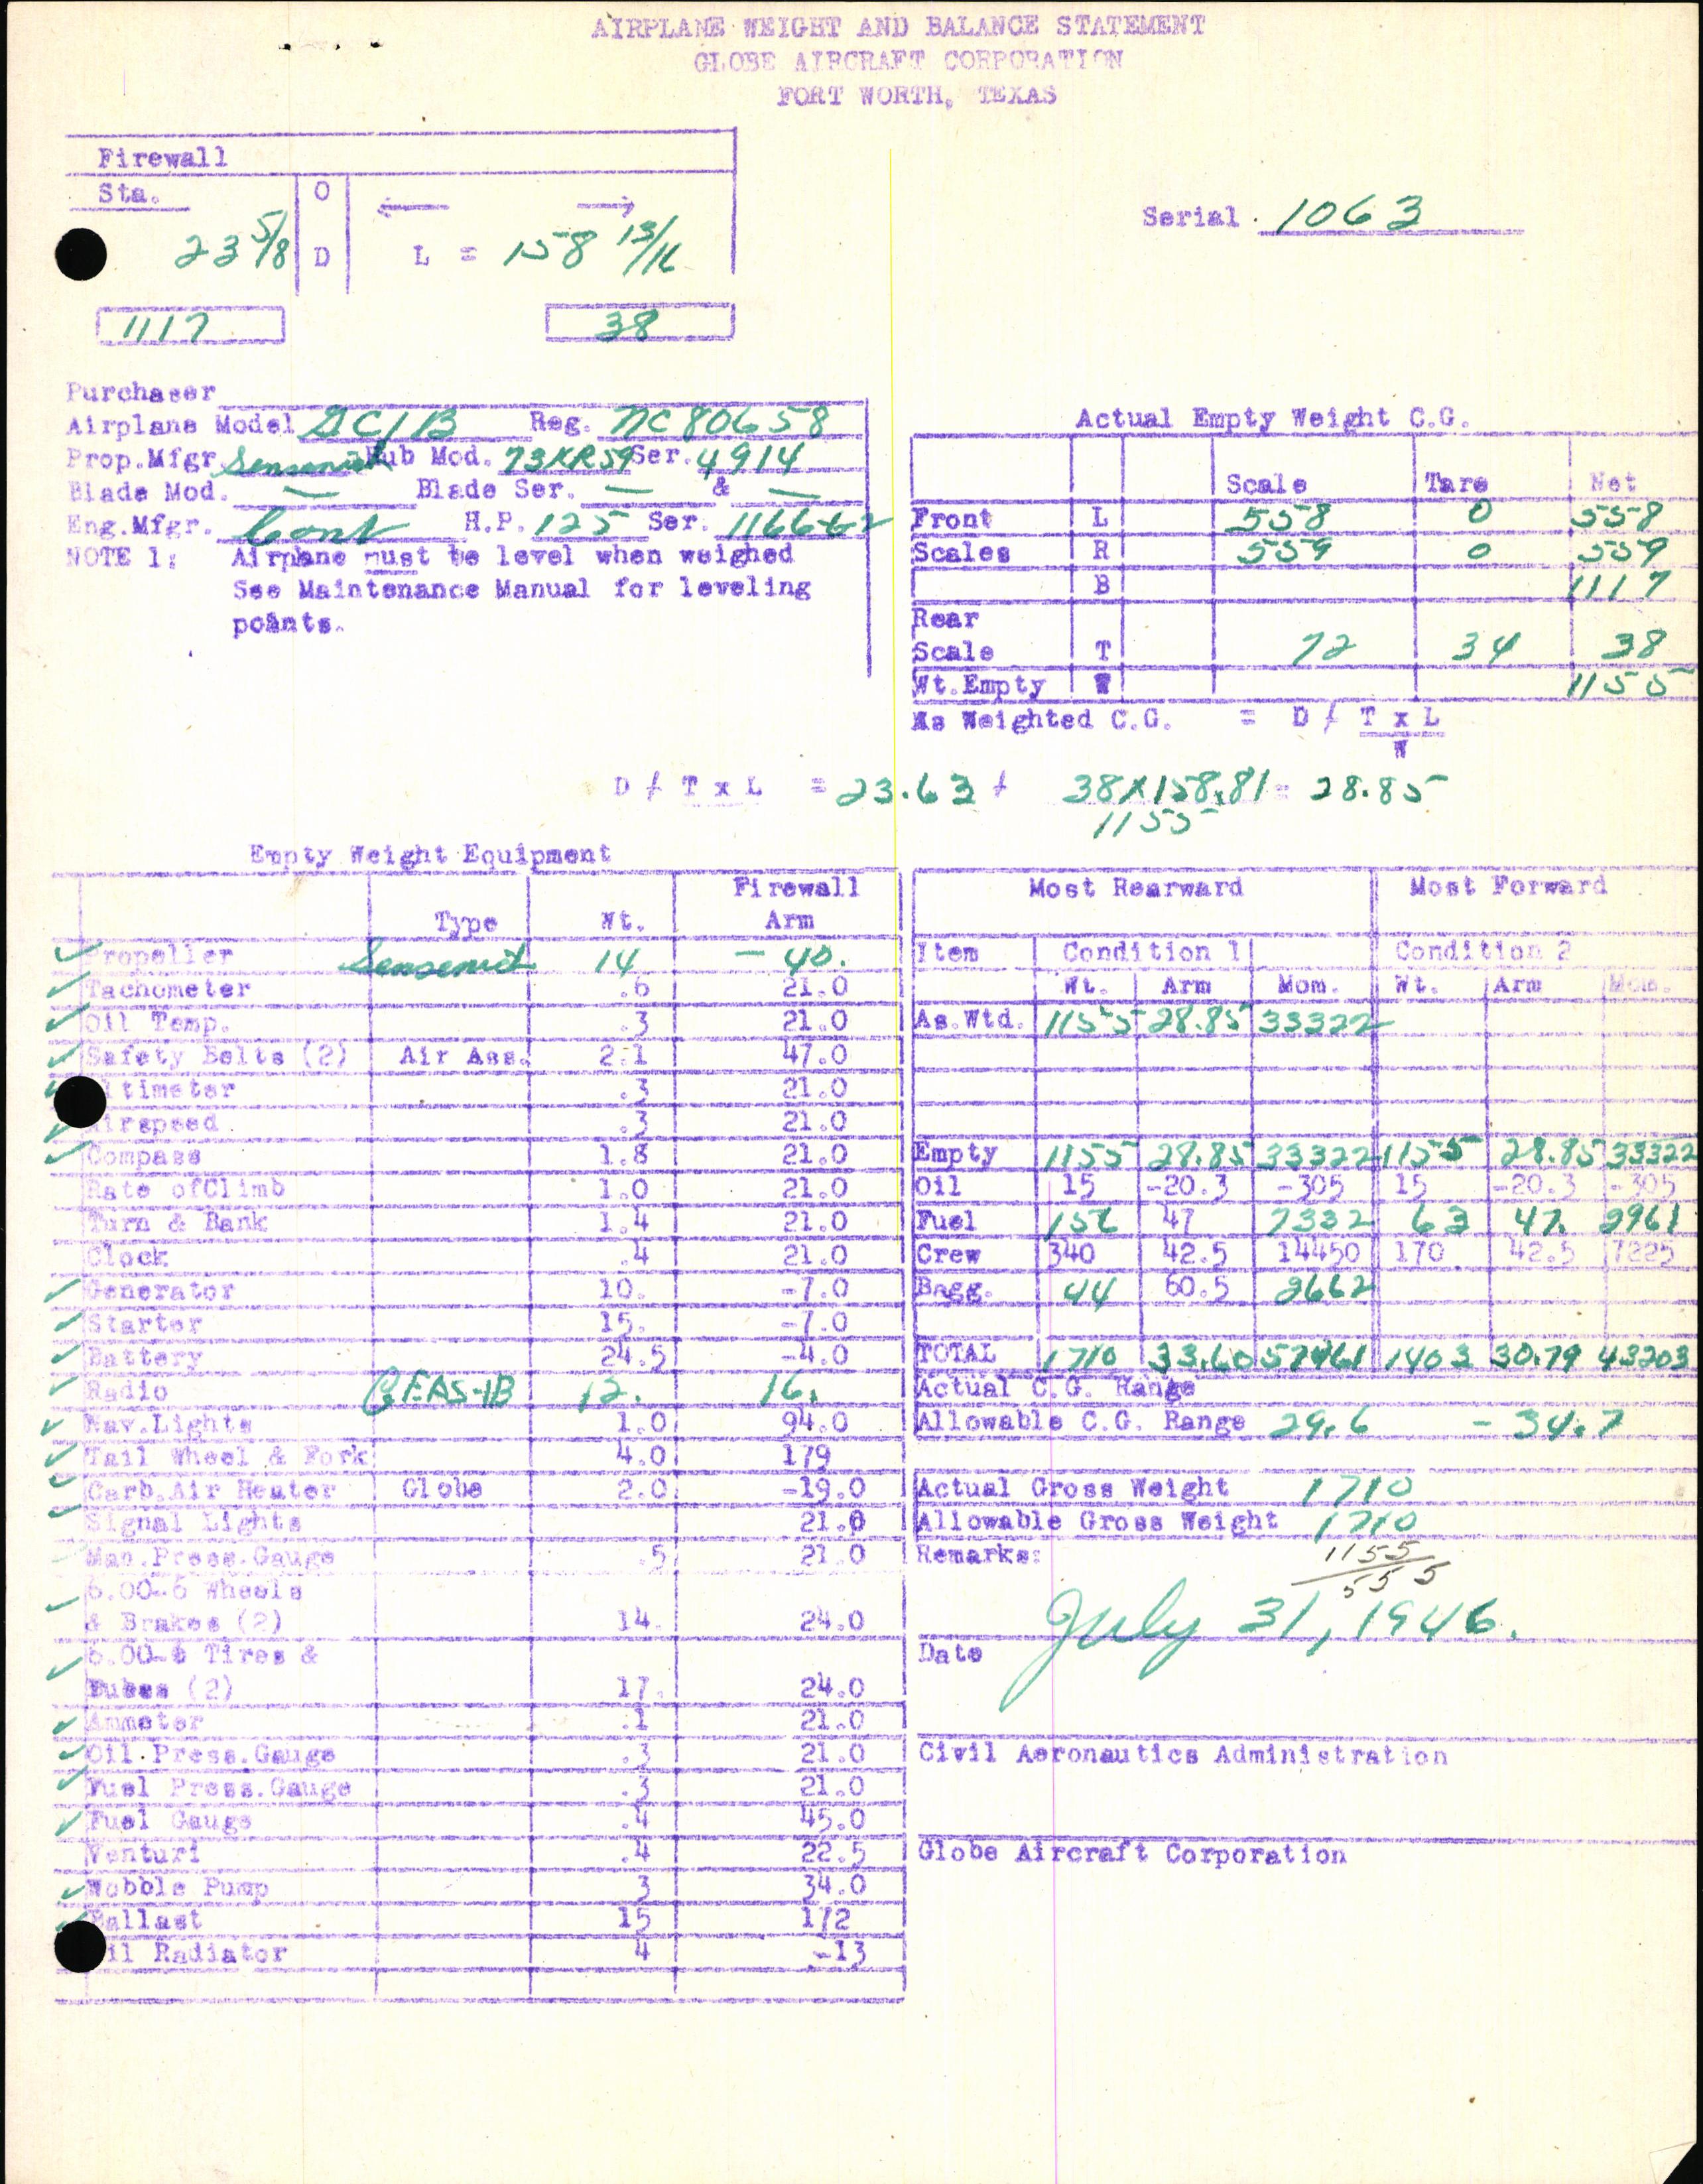 AIRPLANE WEIGHT AND BALANCE STATEMENT
GLOBE AIRCRAFT CORPORATION
FORT WORTH, TEXAS
Firewall
Sta. O
23 5/8 D L = 158 13/16
1117 38
Serial 1063
Purchaser
Airplane Model GC1B Reg. NC80658
Prop.Mfgr Sensenich Hub Mod. 73KR59 Ser. 4914
Blade Mod. — Blade Ser. — & —
Eng.Mfgr. Cont H.P. 125 Ser. 116662
NOTE 1: Airplane must be level when weighed
See Maintenance Manual for leveling
points.
Actual Empty Weight C.G.
Scale Tare Net
Front L 558 0 558
Scales R 559 0 559
B 1117
Rear
Scale T 72 34 38
Wt.Empty W 1155
As Weighted C.G. = D / T x L
W
D / T x L = 23.63 + 38X158.81 = 28.85
1155
Empty Weight Equipment
Firewall
Type Wt. Arm
Propeller Sensenich 14 - 40.
Tachometer .6 21.0
Oil Temp. .3 21.0
Safety Belts (2) Air Ass. 2.1 47.0
Altimeter .3 21.0
Airspeed .3 21.0
Compass 1.8 21.0
Rate ofClimb 1.0 21.0
Turn & Bank 1.4 21.0
Clock .4 21.0
Generator 10. -7.0
Starter 15. -7.0
Battery 24.5 -4.0
Radio 12. 16.
Nav.Lights 1.0 94.0
Tail Wheel & Fork 4.0 179
Carb.Air Heater Globe 2.0 -19.0
Signal Lights 21.0
Man.Press.Gauge .5 21.0
6.00-6 Wheels
& Brakes (2) 14. 24.0
6.00-6 Tires &
Tubes (2) 17. 24.0
Ammeter .1 21.0
Oil Press.Gauge .3 21.0
Fuel Press.Gauge .3 21.0
Fuel Gauge .4 45.0
Venturi .4 22.5
Wobble Pump 3 34.0
Ballast 15 172
Oil Radiator 4 -13
Most Rearward Most Forward
Item Condition 1 Condition 2
Wt. Arm Mom. Wt. Arm Mom.
As.Wtd. 1155 28.85 33322
Empty 1155 28.85 33322 1155 28.85 33322
Oil 15 -20.3 -305 15 -20.3 -305
Fuel 156 47 7332 63 47. 2961
Crew 340 42.5 14450 170 42.5 7225
Bagg. 44 60.5 2662
TOTAL 1710 33.60 57461 1403 30.79 43203
Actual C.G. Range
Allowable C.G. Range 29.6 - 34.7
Actual Gross Weight 1710
Allowable Gross Weight 1710
Remarks: 1155
555
July 31, 1946.
Date
Civil Aeronautics Administration
Globe Aircraft Corporation